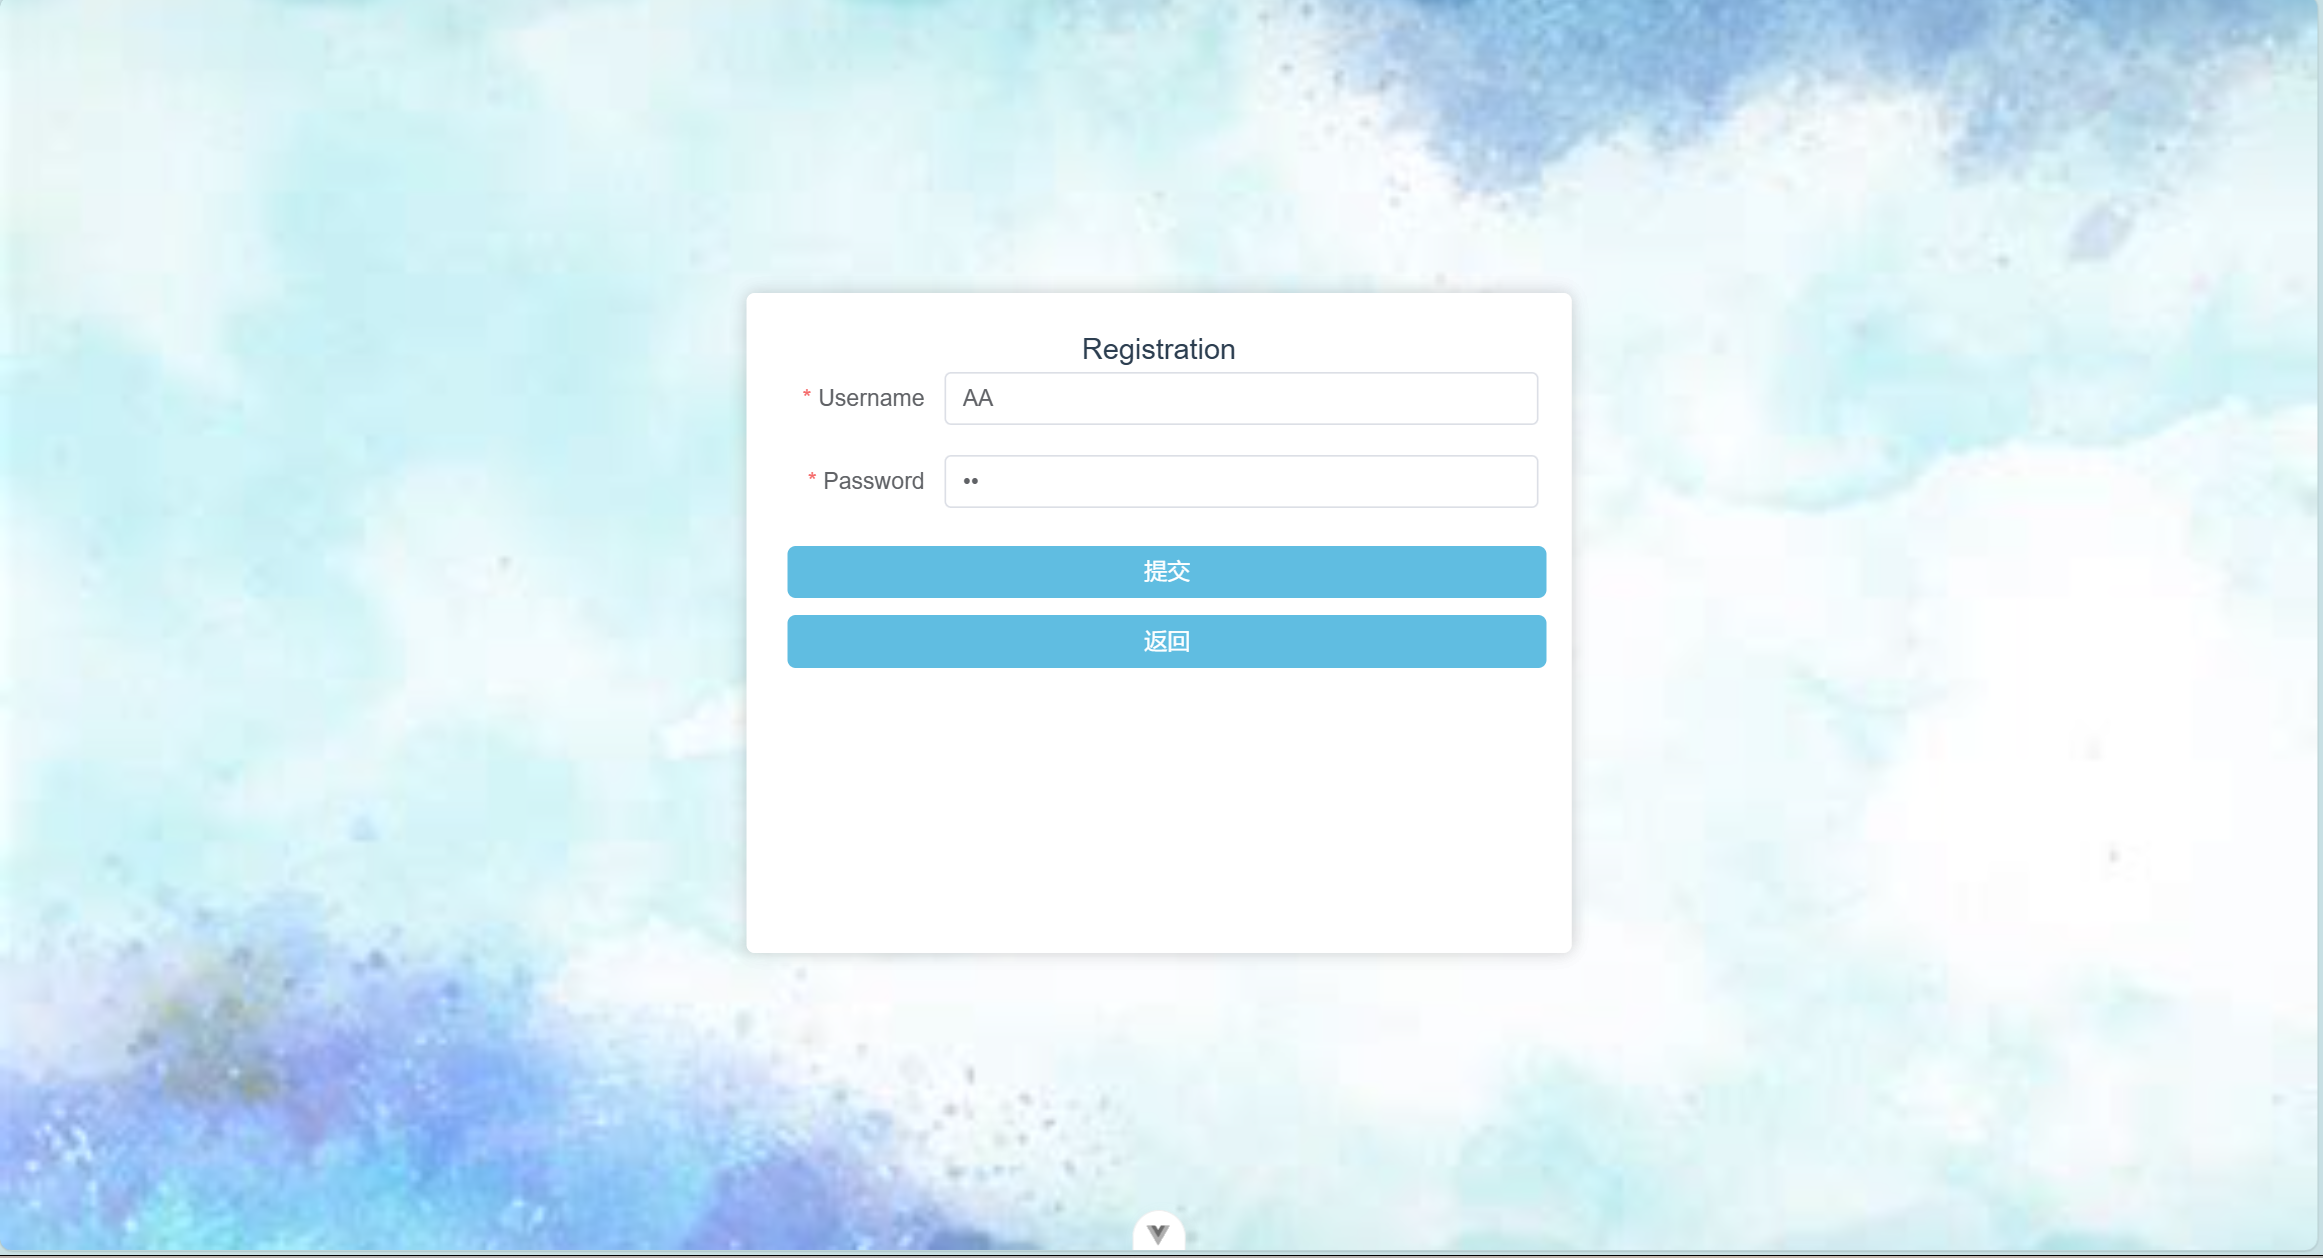 Registration
* Username AA
* Password ••
提交
返回